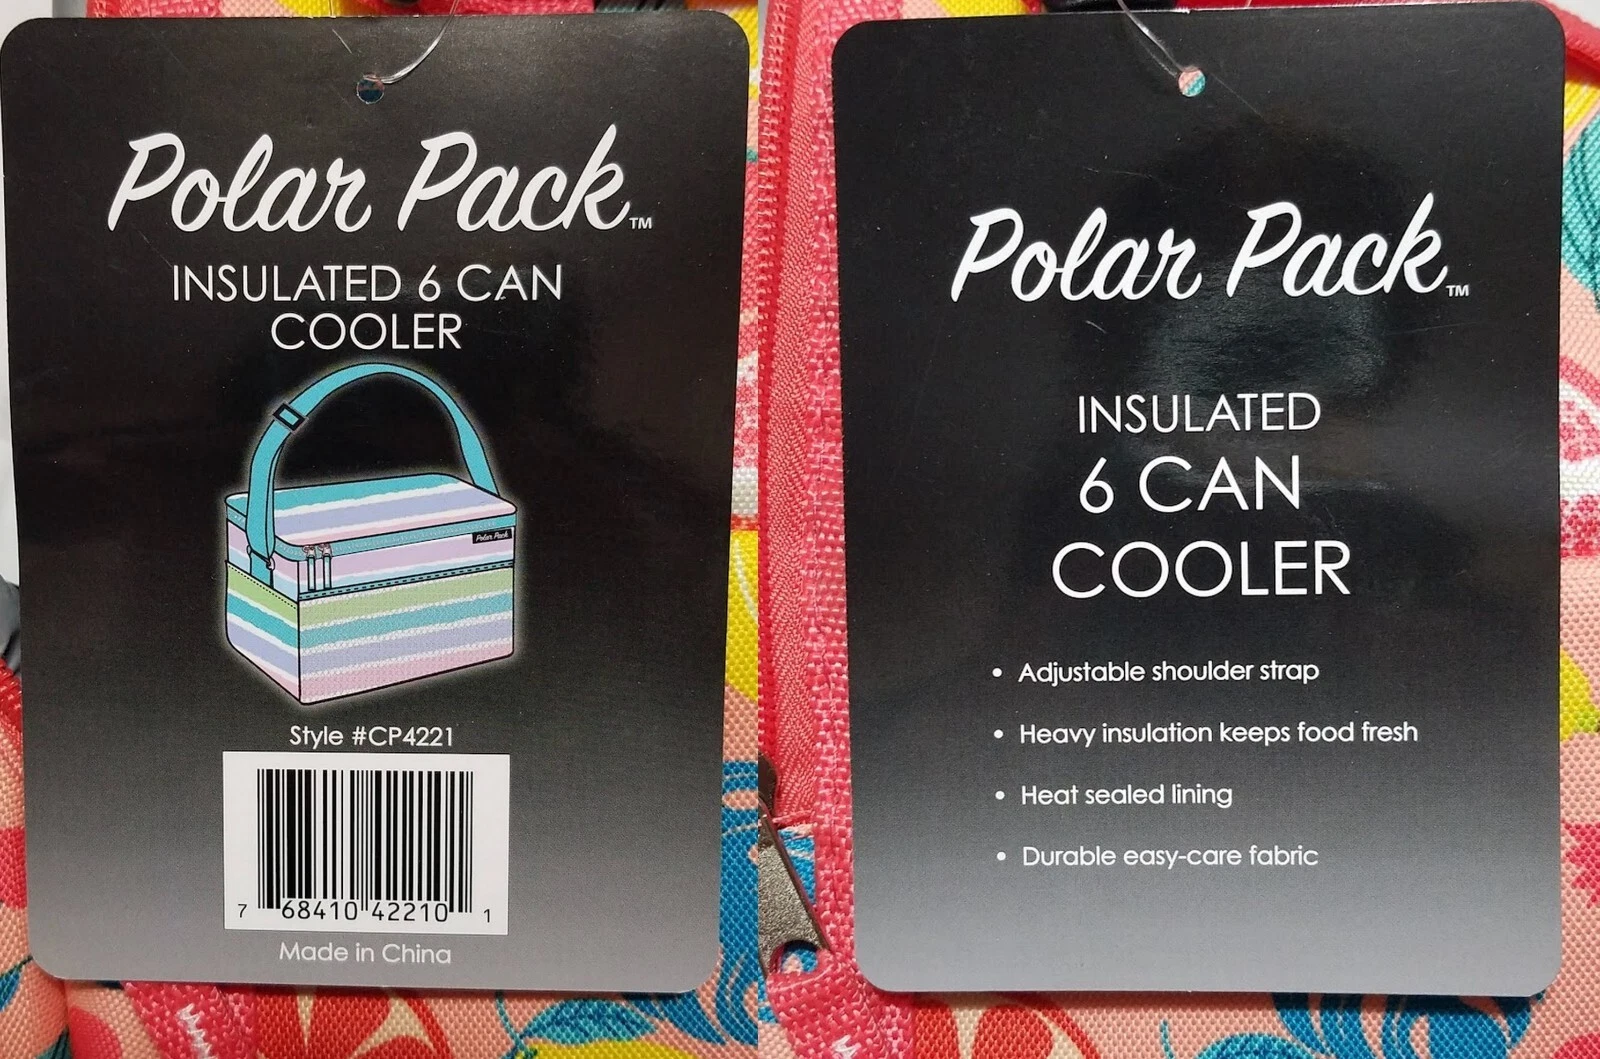 Polar Pack™
INSULATED 6 CAN
COOLER
Polar Pack
Style #CP4221
7 68410 42210 1
Made in China
Polar Pack™
INSULATED
6 CAN
COOLER
• Adjustable shoulder strap
• Heavy insulation keeps food fresh
• Heat sealed lining
• Durable easy-care fabric